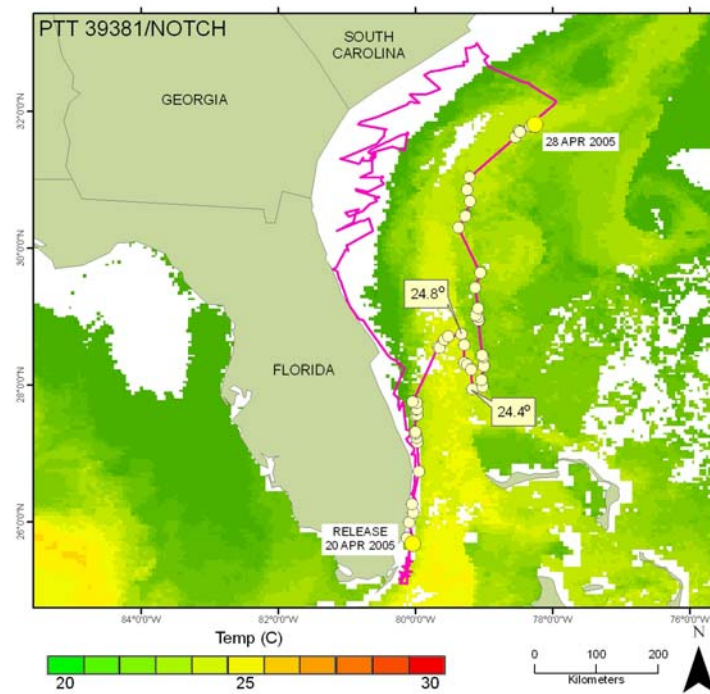 PTT 39381/NOTCH
SOUTH
CAROLINA
GEORGIA
32°0'0"N
28 APR 2005
30°0'0"N
24.8°
FLORIDA
28°0'0"N
24.4°
26°0'0"N
RELEASE
20 APR 2005
84°0'0"W
82°0'0"W
80°0'0"W
78°0'0"W
76°0'0"W
Temp (C)
20
25
30
0
100
200
Kilometers
N